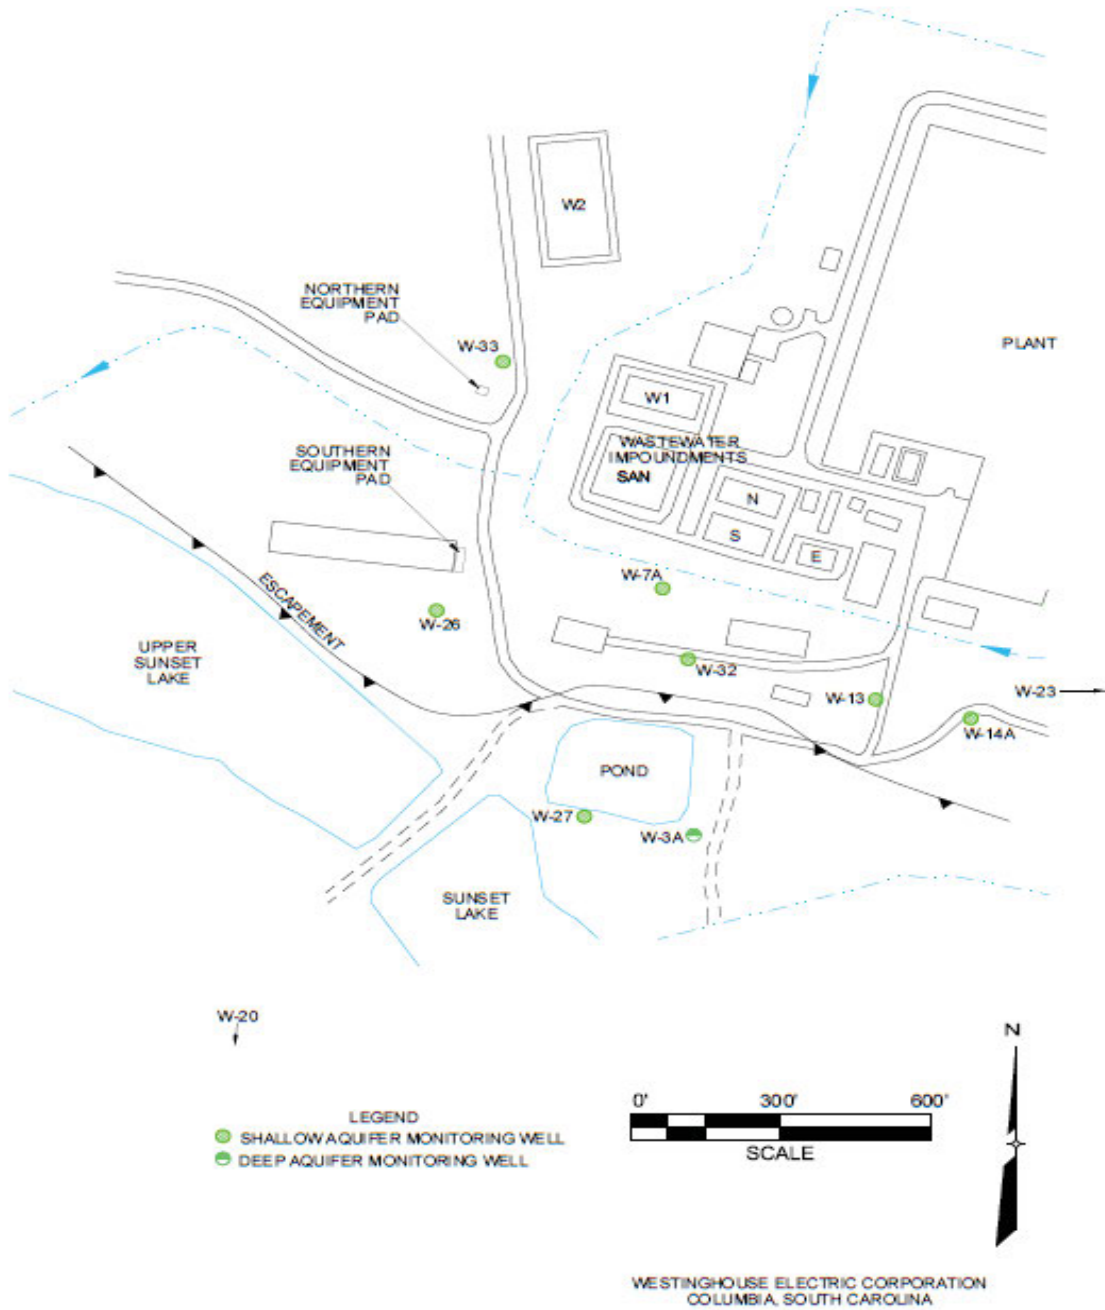 W2
NORTHERN
EQUIPMENT
PAD
W-33
PLANT
W1
WASTEWATER
IMPOUNDMENTS
SAN
SOUTHERN
EQUIPMENT
PAD
N
S
E
W-7A
ESCAPEMENT
W-26
UPPER
SUNSET
LAKE
W-32
W-13
W-23
W-14A
POND
W-27
W-3A
SUNSET
LAKE
W-20
N
0' 300' 600'
SCALE
LEGEND
SHALLOW AQUIFER MONITORING WELL
DEEP AQUIFER MONITORING WELL
WESTINGHOUSE ELECTRIC CORPORATION
COLUMBIA, SOUTH CAROLINA